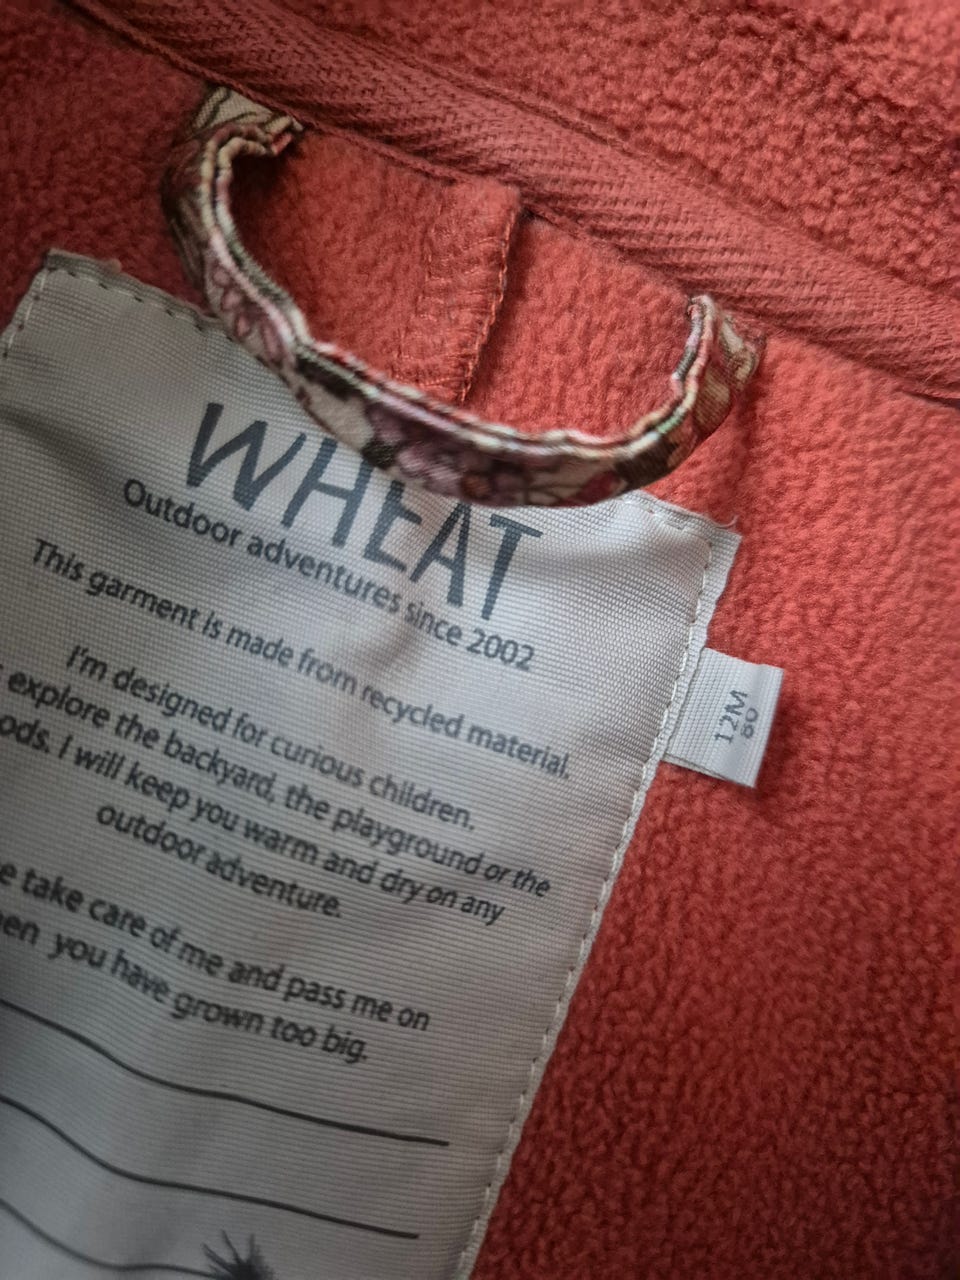 WHEAT
Outdoor adventures since 2002
This garment is made from recycled material.
I'm designed for curious children.
explore the backyard, the playground or the
ods. I will keep you warm and dry on any
outdoor adventure.
e take care of me and pass me on
en you have grown too big.
12M
80